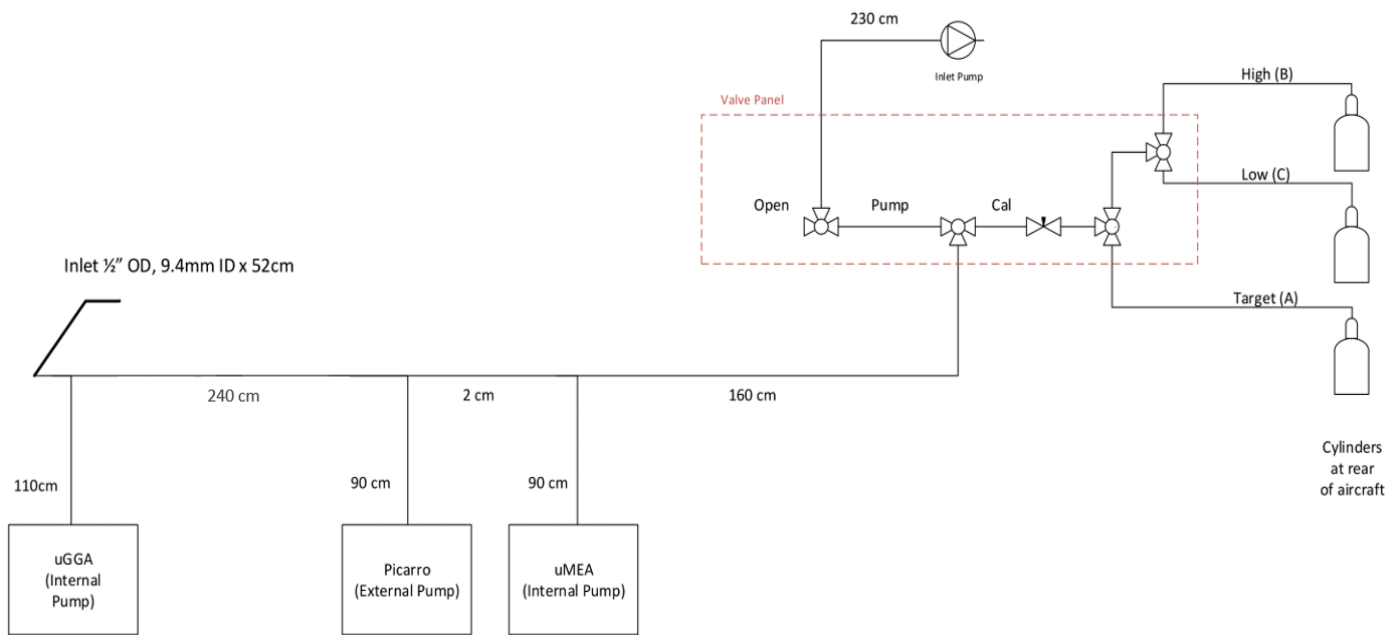 230 cm
Inlet Pump
High (B)
Valve Panel
Low (C)
Open
Pump
Cal
Inlet ½” OD, 9.4mm ID x 52cm
Target (A)
240 cm
2 cm
160 cm
Cylinders
at rear
of aircraft
110cm
90 cm
90 cm
uGGA
(Internal
Pump)
Picarro
(External Pump)
uMEA
(Internal Pump)